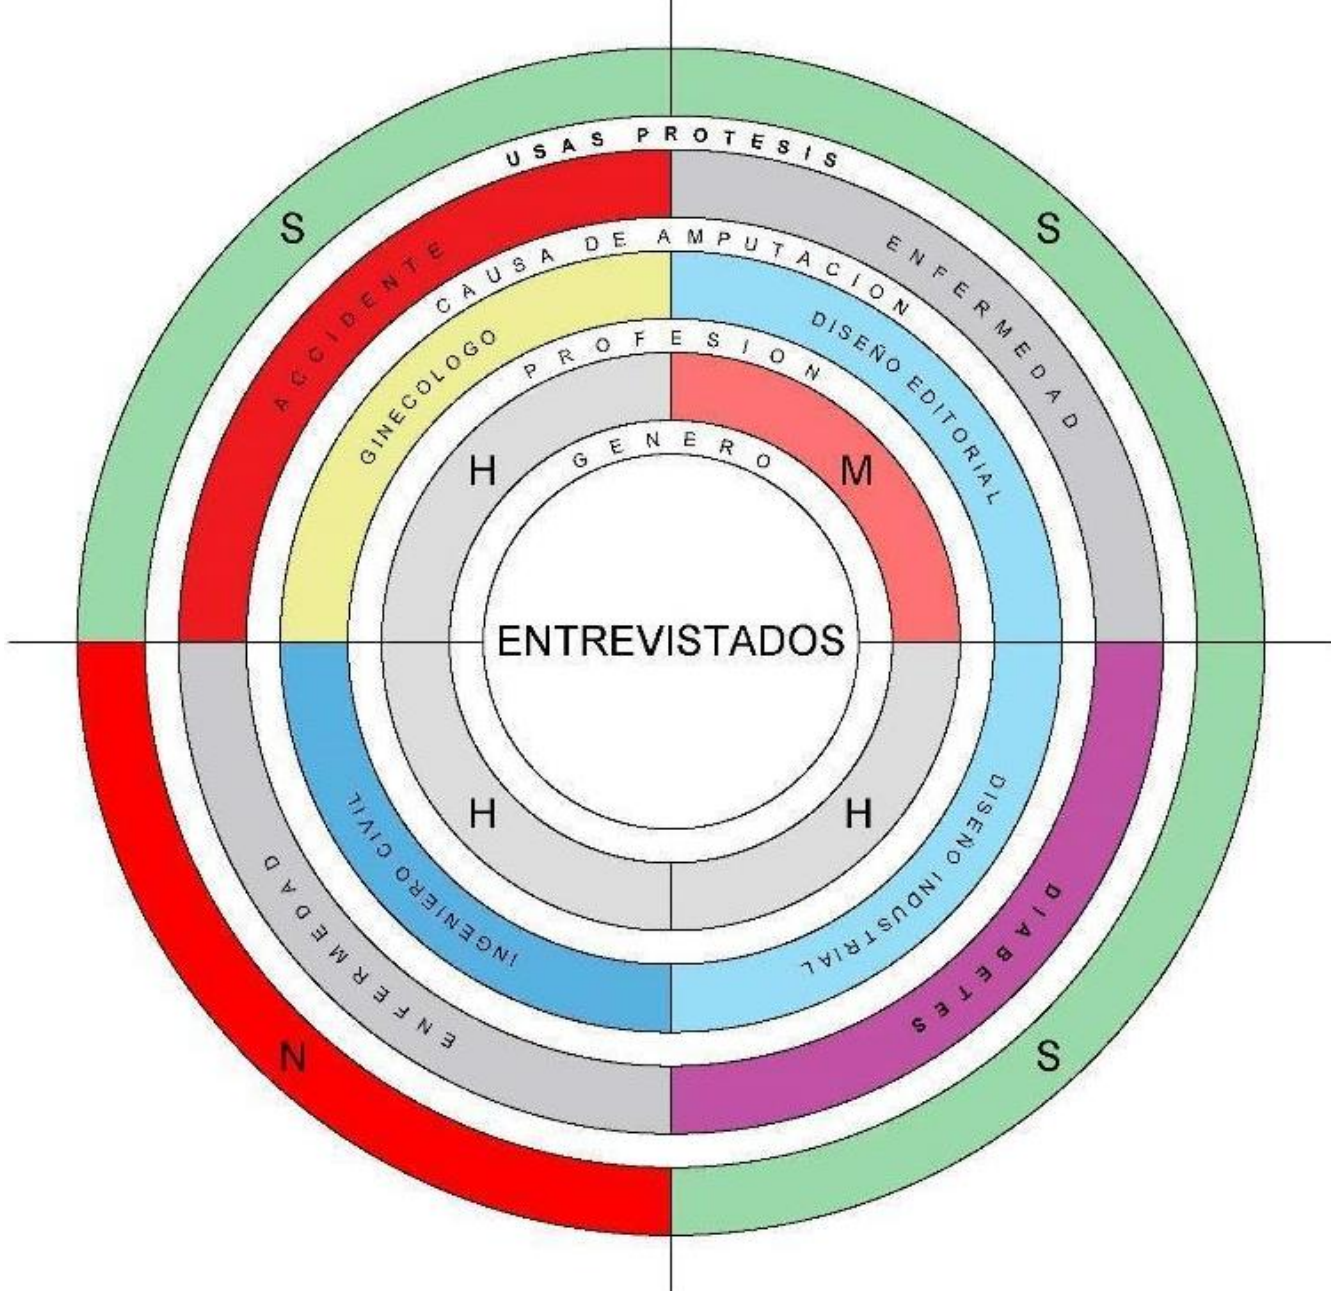 USAS PROTESIS
S
S
ACCIDENTE
ENFERMEDAD
CAUSA DE AMPUTACION
GINECOLOGO
DISEÑO EDITORIAL
PROFESION
H
M
GENERO
ENTREVISTADOS
H
H
INGENIERO CIVIL
DISEÑO INDUSTRIAL
ENFERMEDAD
DIABETES
N
S